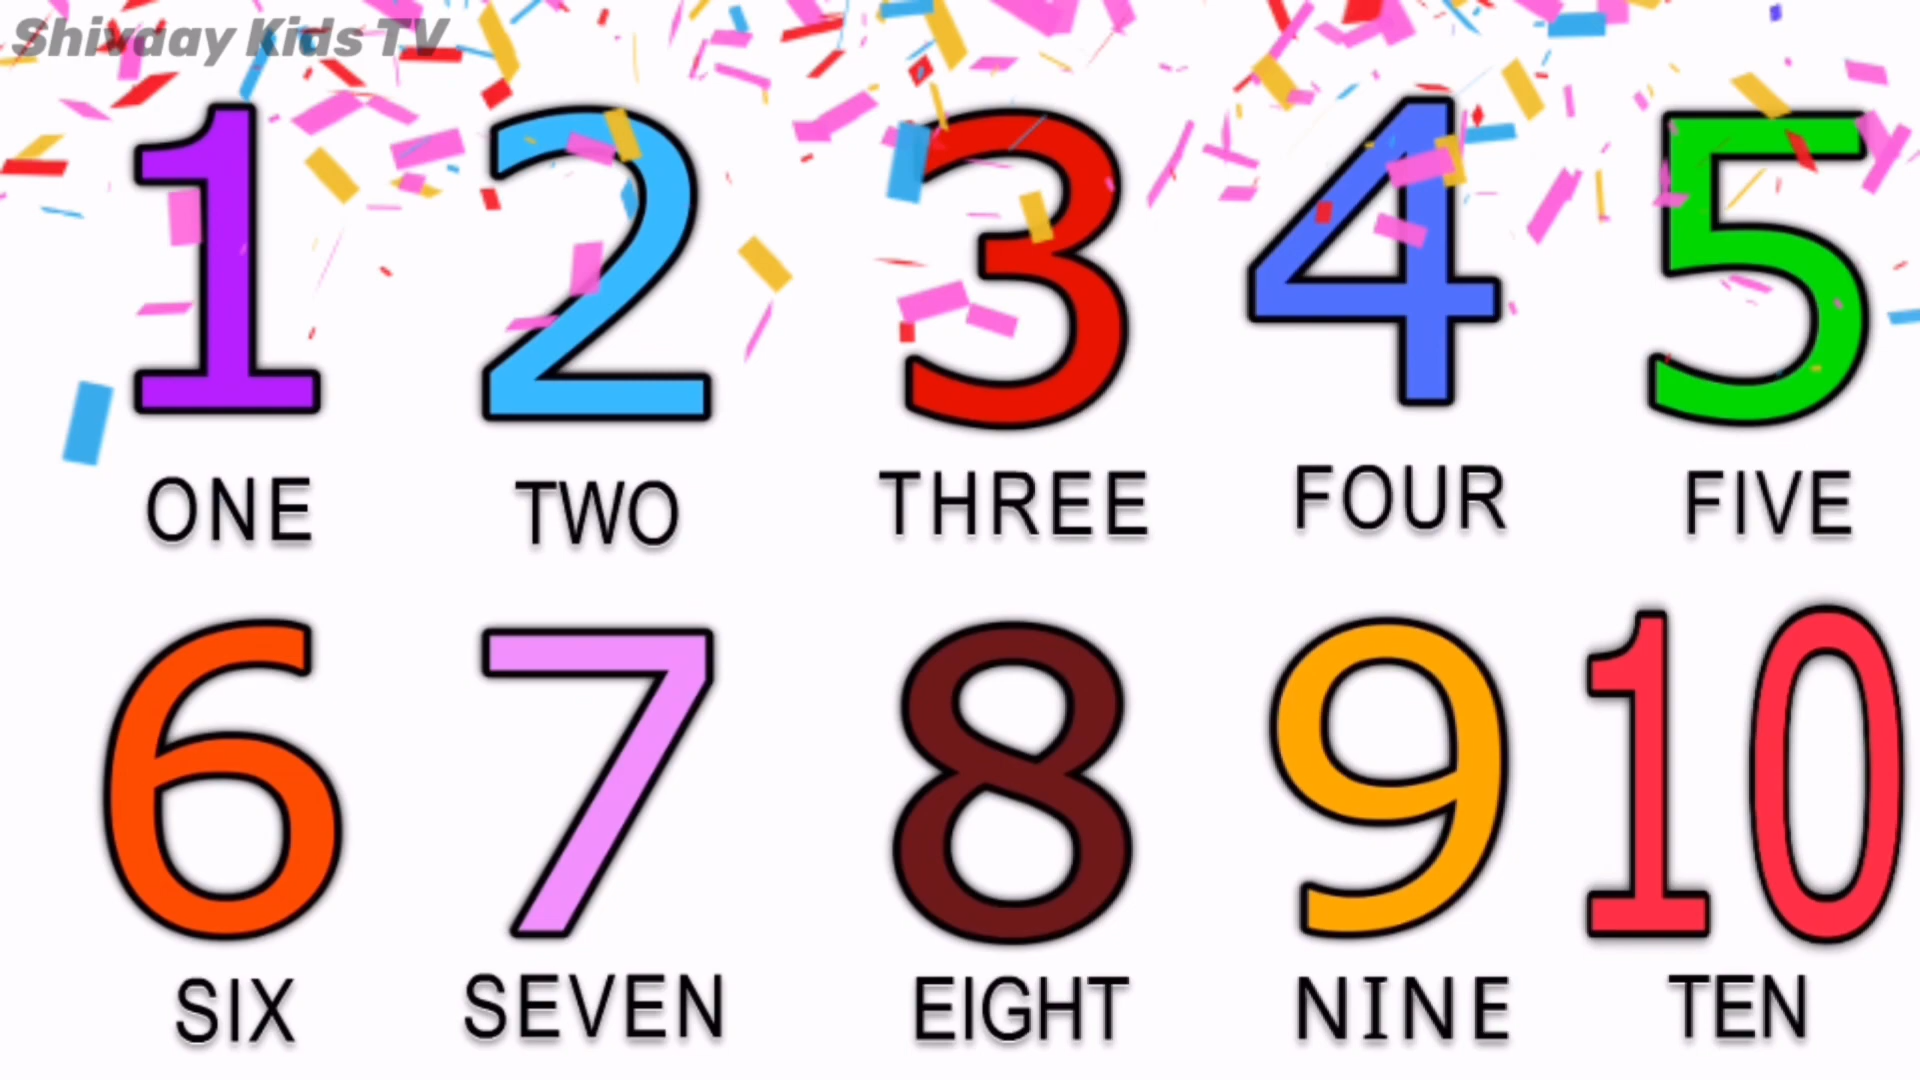 Shivday Kids TV
1 2 3 4 5
ONE TWO THREE FOUR FIVE
6 7 8 9 10
SIX SEVEN EIGHT NINE TEN